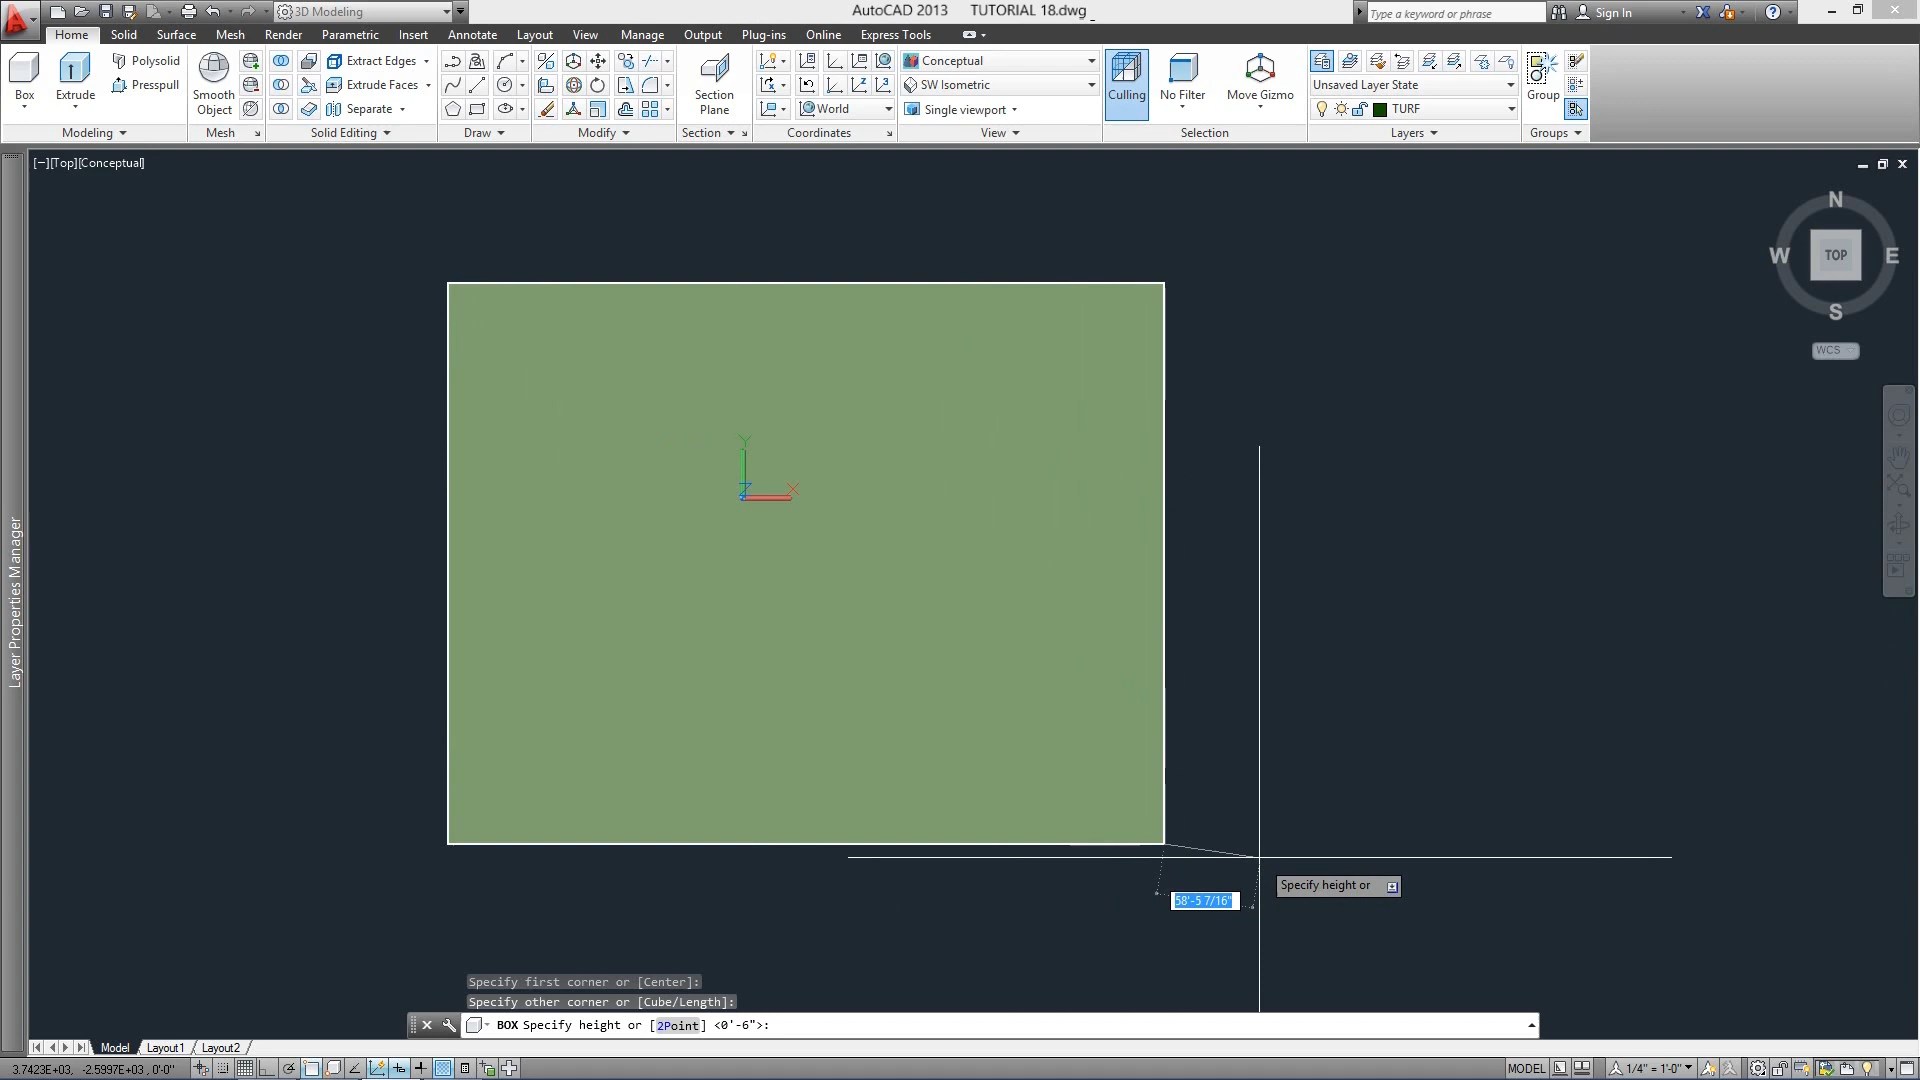 3D Modeling
AutoCAD 2013 TUTORIAL 18.dwg
Type a keyword or phrase
Sign In
Home Solid Surface Mesh Render Parametric Insert Annotate Layout View Manage Output Plug-ins Online Express Tools
Box
Extrude
Polysolid
Presspull
Smooth
Object
Extract Edges
Extrude Faces
Separate
Section
Plane
World
Conceptual
SW Isometric
Single viewport
Culling
No Filter
Move Gizmo
Unsaved Layer State
TURF
Group
Modeling Mesh Solid Editing Draw Modify Section Coordinates View Selection Layers Groups
[−][Top][Conceptual]
N
W TOP E
S
WCS
Y
Z X
Layer Properties Manager
Specify height or
58'-5 7/16"
Specify first corner or [Center]:
Specify other corner or [Cube/Length]:
BOX Specify height or [2Point] <0'-6">:
Model Layout1 Layout2
3.7423E+03, -2.5997E+03, 0'-0"
MODEL 1/4" = 1'-0"